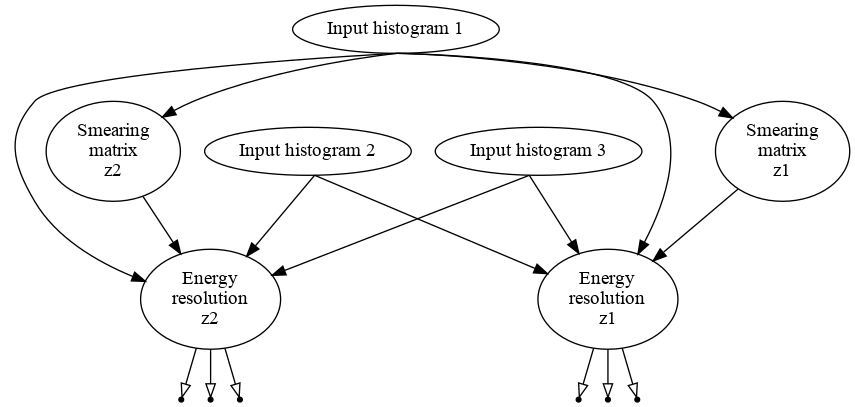 Input histogram 1
Smearing
matrix
z2
Input histogram 2
Input histogram 3
Smearing
matrix
z1
Energy
resolution
z2
Energy
resolution
z1